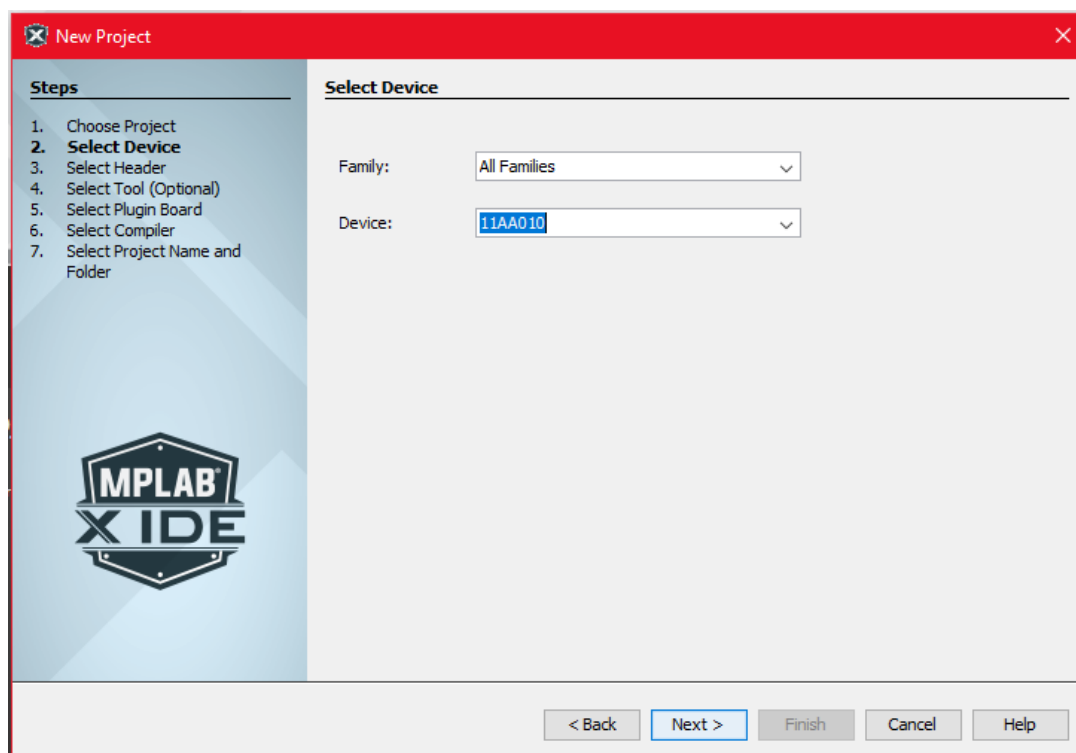 New Project
Steps
1. Choose Project
2. Select Device
3. Select Header
4. Select Tool (Optional)
5. Select Plugin Board
6. Select Compiler
7. Select Project Name and
Folder
MPLAB®
X IDE
Select Device
Family: All Families
Device: 11AA010
< Back Next > Finish Cancel Help